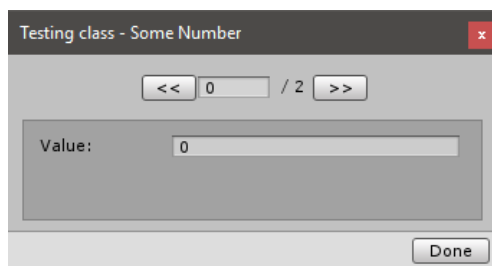 Testing class - Some Number x
<< 0 / 2 >>
Value: 0
Done